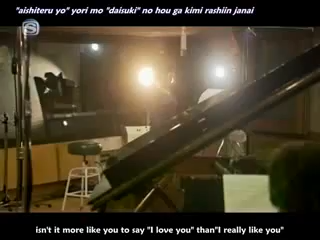 "aishiteru yo" yori mo "daisuki" no hou ga kimi rashiin janai
S
isn't it more like you to say "I love you" than"I really like you"